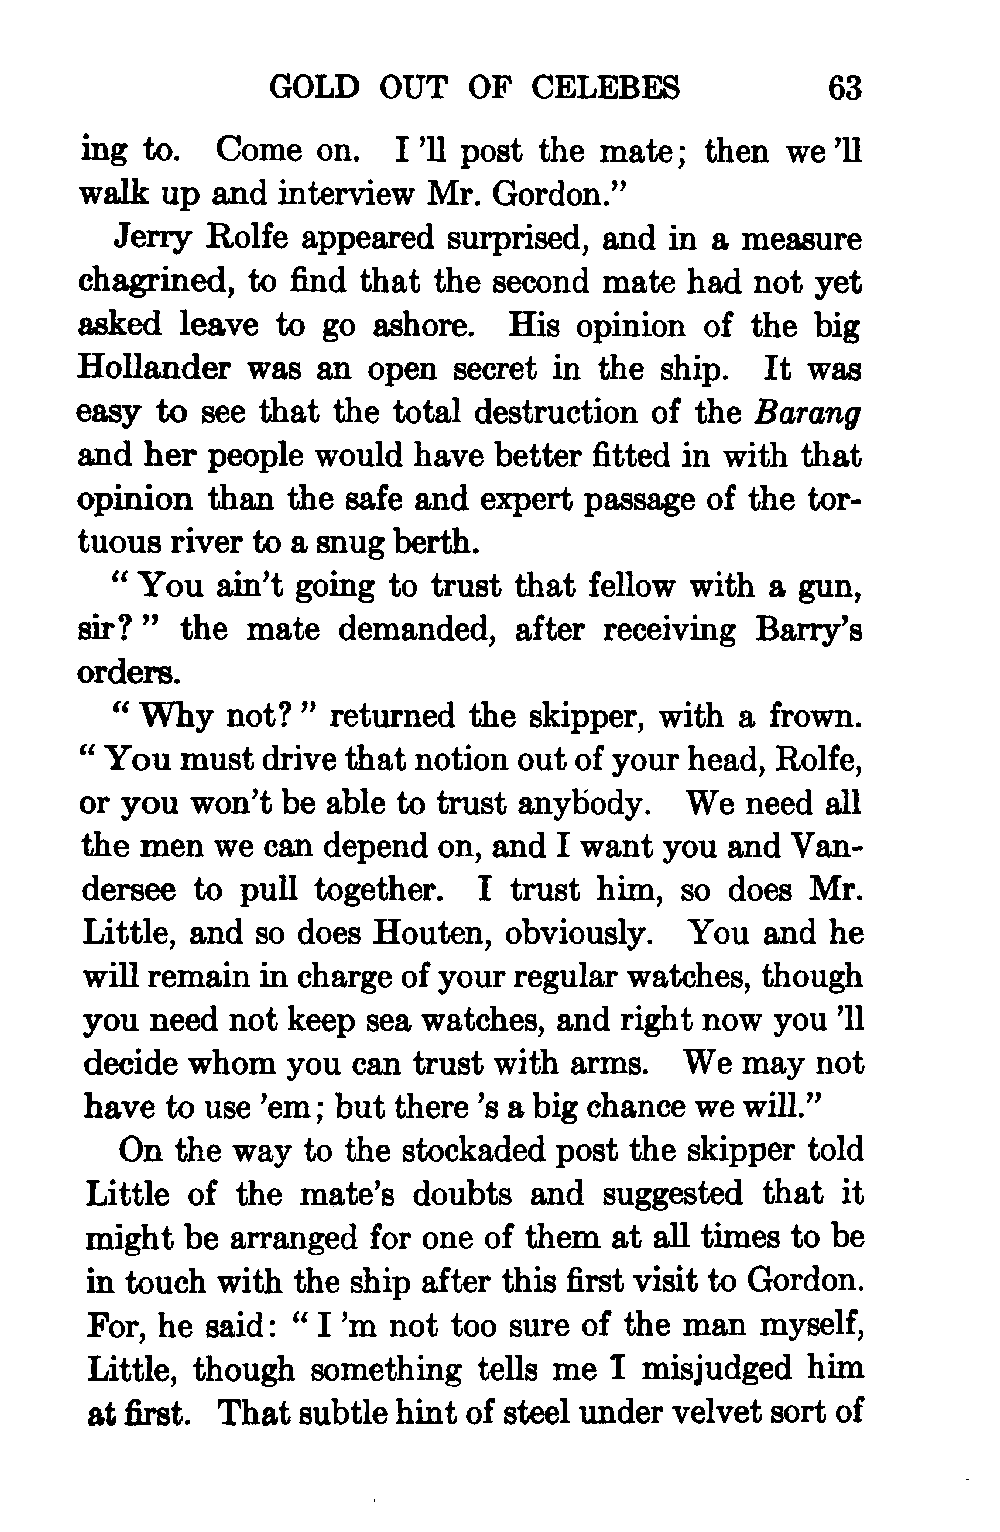 GOLD OUT OF CELEBES 63
ing to. Come on. I 'll post the mate; then we 'll
walk up and interview Mr. Gordon.”
Jerry Rolfe appeared surprised, and in a measure
chagrined, to find that the second mate had not yet
asked leave to go ashore. His opinion of the big
Hollander was an open secret in the ship. It was
easy to see that the total destruction of the Barang
and her people would have better fitted in with that
opinion than the safe and expert passage of the tor-
tuous river to a snug berth.
“ You ain't going to trust that fellow with a gun,
sir? ” the mate demanded, after receiving Barry's
orders.
“ Why not? ” returned the skipper, with a frown.
“ You must drive that notion out of your head, Rolfe,
or you won't be able to trust anybody. We need all
the men we can depend on, and I want you and Van-
dersee to pull together. I trust him, so does Mr.
Little, and so does Houten, obviously. You and he
will remain in charge of your regular watches, though
you need not keep sea watches, and right now you 'll
decide whom you can trust with arms. We may not
have to use 'em; but there 's a big chance we will.”
On the way to the stockaded post the skipper told
Little of the mate's doubts and suggested that it
might be arranged for one of them at all times to be
in touch with the ship after this first visit to Gordon.
For, he said: “ I 'm not too sure of the man myself,
Little, though something tells me I misjudged him
at first. That subtle hint of steel under velvet sort of